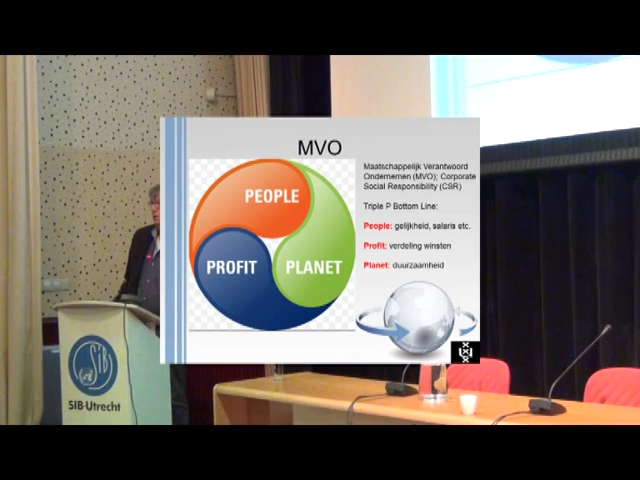 MVO
PEOPLE
PROFIT
PLANET
Maatschappelijk Verantwoord
Ondernemen (MVO); Corporate
Social Responsibility (CSR)
Triple P Bottom Line:
People: gelijkheid, salaris etc.
Profit: verdeling winsten
Planet: duurzaamheid
SIB
SIB-Utrecht